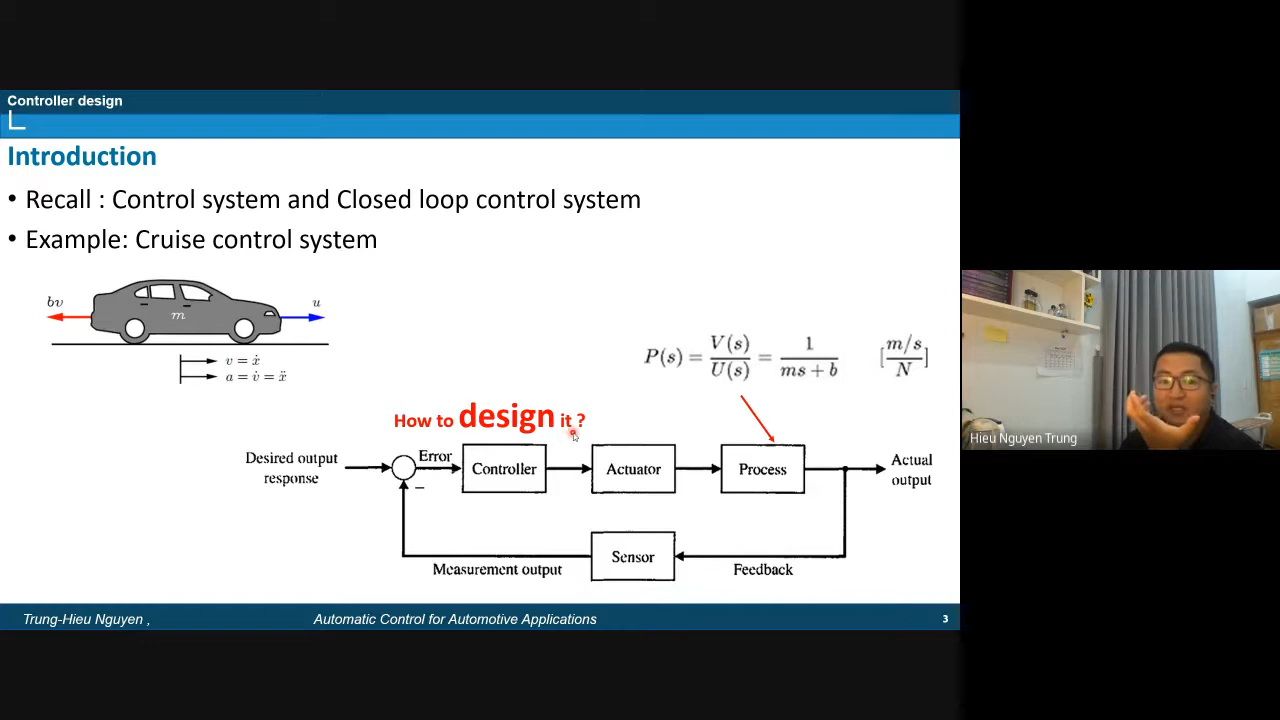 Controller design
Introduction
• Recall : Control system and Closed loop control system
• Example: Cruise control system
bv
m
u
v = ẋ
a = v̇ = ẍ
P(s) = V(s)/U(s) = 1/(ms + b) [m/s / N]
How to design it ?
Desired output
response
Error
−
Controller
Actuator
Process
Actual
output
Sensor
Measurement output
Feedback
Hieu Nguyen Trung
Trung-Hieu Nguyen ,
Automatic Control for Automotive Applications
3